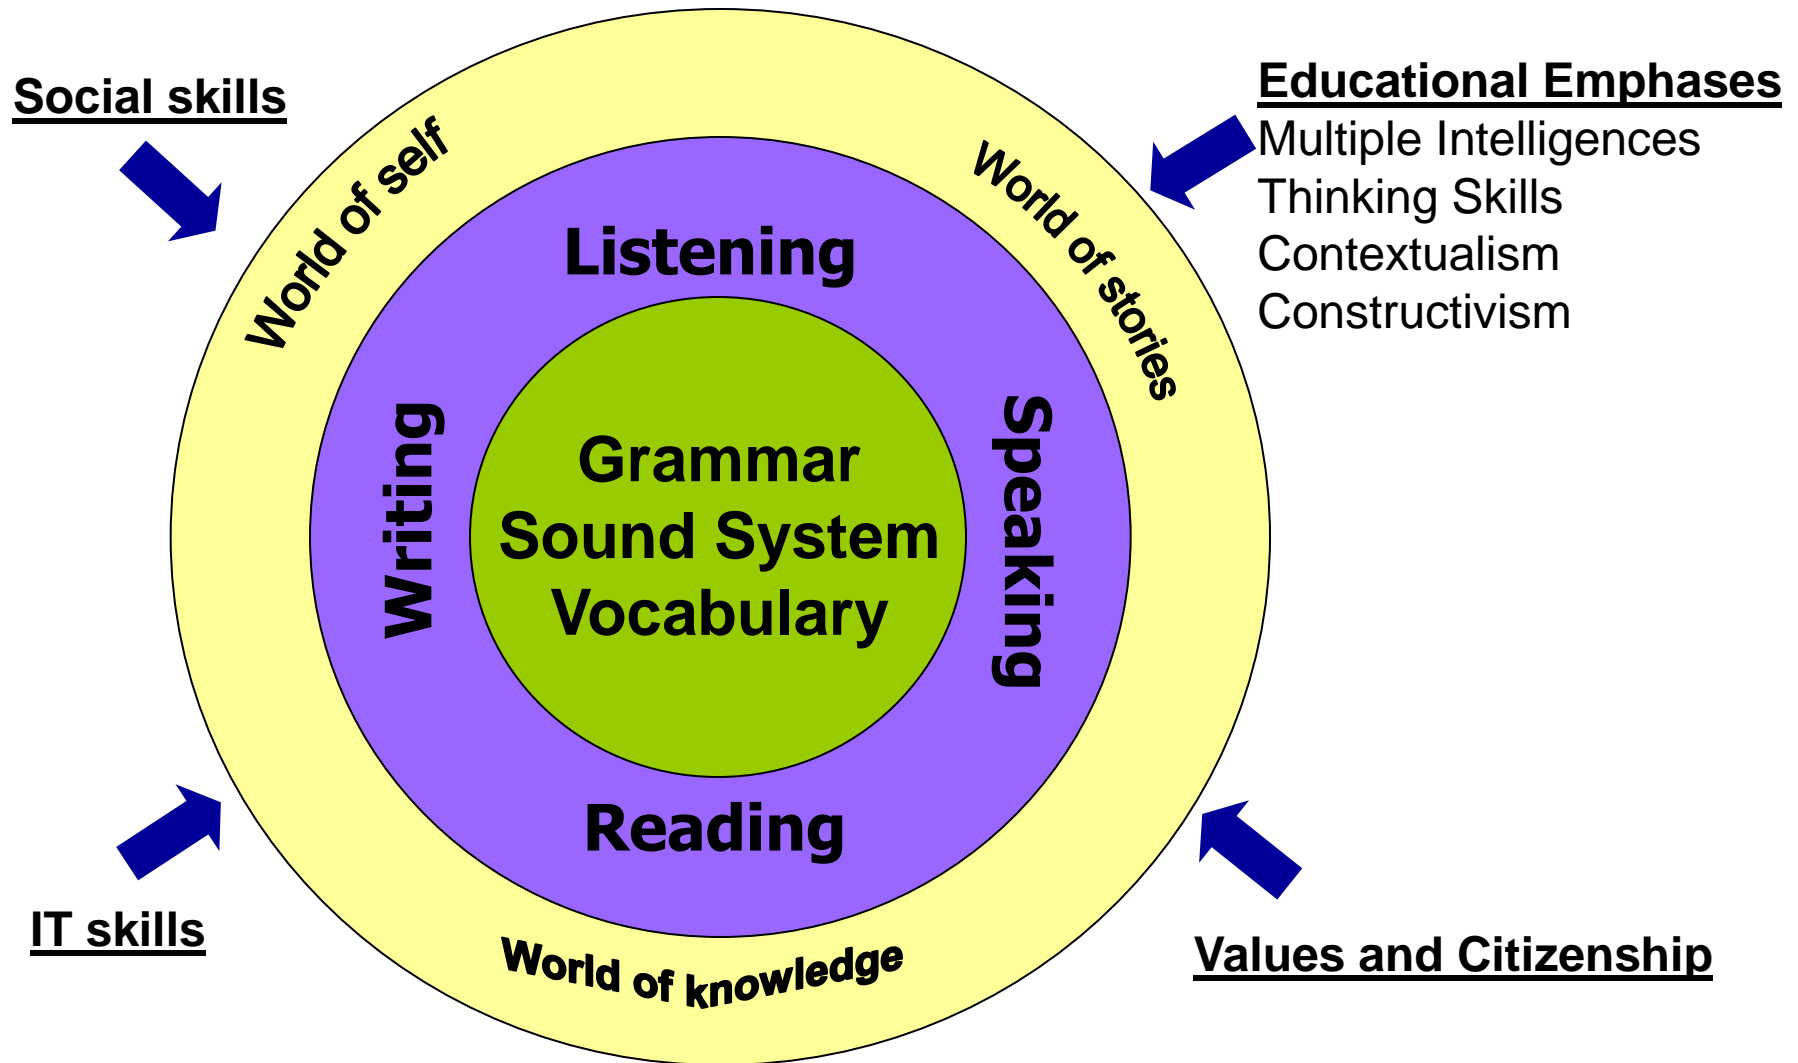 Social skills
Educational Emphases
Multiple Intelligences
Thinking Skills
Contextualism
Constructivism
World of self
World of stories
Listening
Writing
Speaking
Grammar
Sound System
Vocabulary
Reading
World of knowledge
IT skills
Values and Citizenship